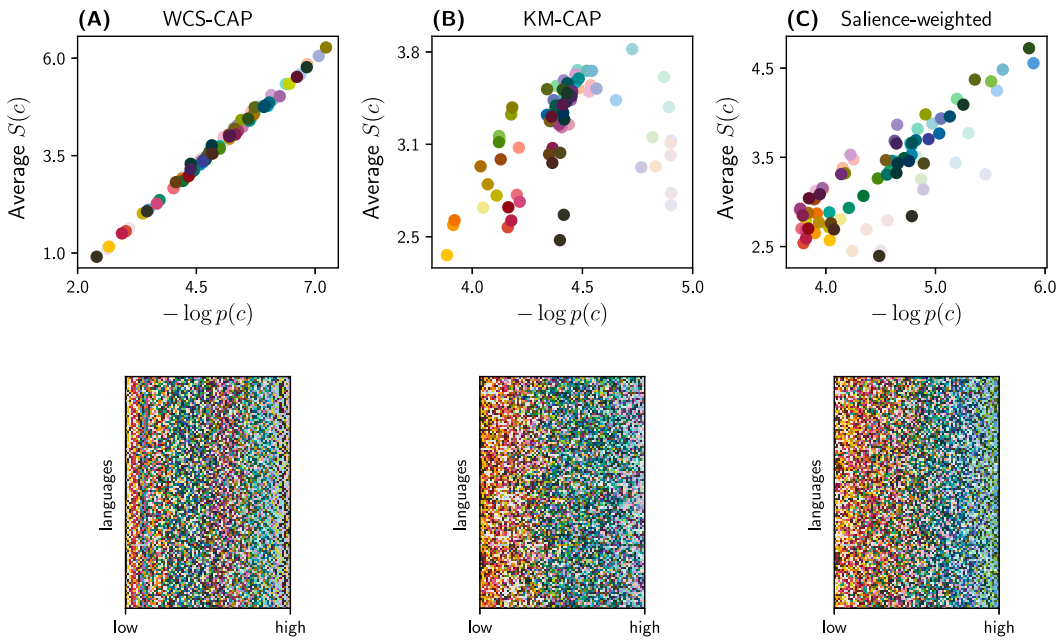 (A) WCS-CAP
Average S(c)
6.0
3.5
1.0
2.0 4.5 7.0
− log p(c)
(B) KM-CAP
Average S(c)
3.8
3.1
2.5
4.0 4.5 5.0
− log p(c)
(C) Salience-weighted
Average S(c)
4.5
3.5
2.5
4.0 5.0 6.0
− log p(c)
languages
low high
languages
low high
languages
low high